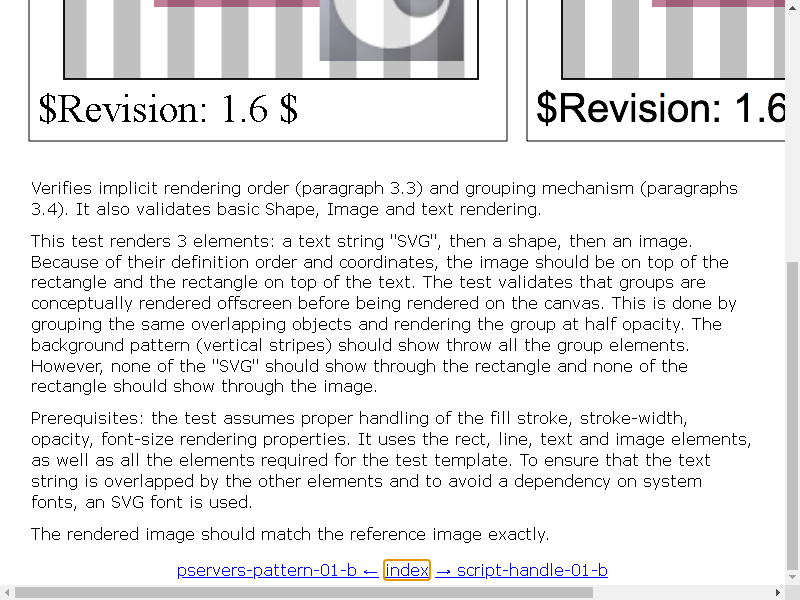 $Revision: 1.6 $
$Revision: 1.6
Verifies implicit rendering order (paragraph 3.3) and grouping mechanism (paragraphs
3.4). It also validates basic Shape, Image and text rendering.
This test renders 3 elements: a text string "SVG", then a shape, then an image.
Because of their definition order and coordinates, the image should be on top of the
rectangle and the rectangle on top of the text. The test validates that groups are
conceptually rendered offscreen before being rendered on the canvas. This is done by
grouping the same overlapping objects and rendering the group at half opacity. The
background pattern (vertical stripes) should show throw all the group elements.
However, none of the "SVG" should show through the rectangle and none of the
rectangle should show through the image.
Prerequisites: the test assumes proper handling of the fill stroke, stroke-width,
opacity, font-size rendering properties. It uses the rect, line, text and image elements,
as well as all the elements required for the test template. To ensure that the text
string is overlapped by the other elements and to avoid a dependency on system
fonts, an SVG font is used.
The rendered image should match the reference image exactly.
pservers-pattern-01-b ← index → script-handle-01-b